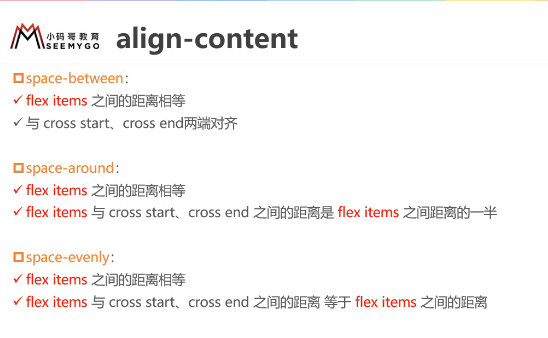 小码哥教育
SEEMYGO
align-content
space-between：
flex items 之间的距离相等
与 cross start、cross end两端对齐
space-around：
flex items 之间的距离相等
flex items 与 cross start、cross end 之间的距离是 flex items 之间距离的一半
space-evenly：
flex items 之间的距离相等
flex items 与 cross start、cross end 之间的距离 等于 flex items 之间的距离